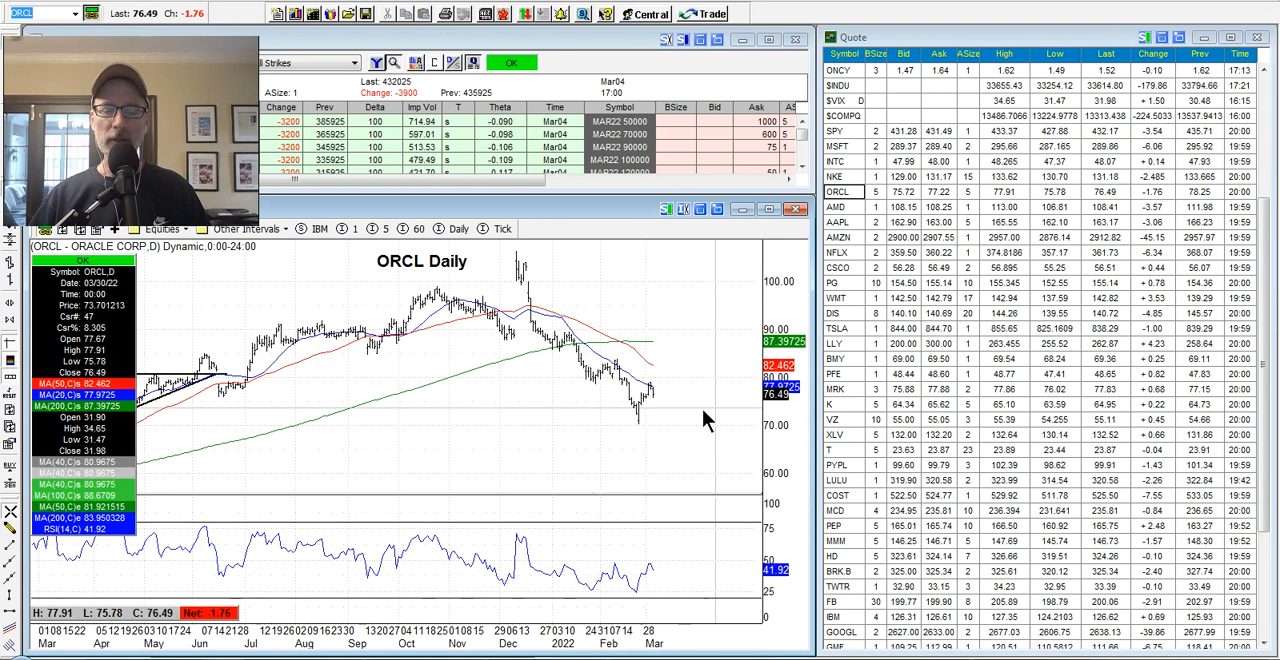 ORCL Last: 76.49 Ch: -1.76 Central Trade
ll Strikes C OK
Last: 432025 Mar04
ASize: 1 Change: -3900 Prev: 435925 17:00
Change Prev Delta Imp Vol T Theta Time Symbol BSize Bid Ask AS
-3200 385925 100 714.94 s -0.090 Mar04 MAR22 50000 1000 5
-3200 365925 100 597.01 s -0.098 Mar04 MAR22 70000 600 5
-3200 345925 100 513.53 s -0.106 Mar04 MAR22 90000 75 1
-3200 335925 100 479.49 s -0.109 Mar04 MAR22 100000
Equities Other Intervals S IBM I 1 I 5 I 60 I Daily I Tick
(ORCL - ORACLE CORP,D) Dynamic,0:00-24:00
ORCL Daily
OK
Symbol: ORCL,D
Date: 03/30/22
Time: 00:00
Price: 73.701213
Csr#: 47
Csr%: 8.305
Open 77.67
High 77.91
Low 75.78
Close 76.49
MA(50,C)s 82.462
MA(20,C)s 77.9725
MA(200,C)s 87.39725
Open 31.90
High 34.65
Low 31.47
Close 31.98
MA(40,C)s 80.9675
MA(40,C)s 80.9675
MA(40,C)s 80.9675
MA(100,C)s 88.6709
MA(50,C)e 81.921515
MA(200,C)e 83.950328
RSI(14,C) 41.92
100.00
90.00
87.39725
82.462
80.00
77.9725
76.49
70.00
60.00
100
75
50
41.92
25
0
H: 77.91 L: 75.78 C: 76.49 Net: -1.76
Mar Apr May Jun Jul Aug Sep Oct Nov Dec 2022 Feb Mar
Quote
Symbol BSize Bid Ask ASize High Low Last Change Prev Time
ONCY 3 1.47 1.64 1 1.62 1.49 1.52 -0.10 1.62 17:13
$INDU 33655.43 33254.12 33614.80 -179.86 33794.66 17:21
$VIX D 34.65 31.47 31.98 + 1.50 30.48 16:15
$COMPQ 13486.7066 13224.9778 13313.438 -224.5033 13537.9413 16:00
SPY 2 431.28 431.49 1 433.37 427.88 432.17 -3.54 435.71 20:00
MSFT 2 289.37 289.40 2 295.66 287.165 289.86 -6.06 295.92 19:59
INTC 1 47.99 48.00 1 48.265 47.37 48.07 + 0.14 47.93 19:59
NKE 1 129.00 131.17 15 133.62 130.70 131.18 -2.485 133.665 20:00
ORCL 5 75.72 77.22 5 77.91 75.78 76.49 -1.76 78.25 20:00
AMD 1 108.15 108.25 1 113.00 106.81 108.41 -3.57 111.98 19:59
AAPL 2 162.90 163.00 5 165.55 162.10 163.17 -3.06 166.23 19:59
AMZN 2 2900.00 2907.55 1 2957.00 2876.14 2912.82 -45.15 2957.97 19:59
NFLX 2 359.50 360.22 1 374.8186 357.17 361.73 -6.34 368.07 19:59
CSCO 2 56.28 56.49 2 56.895 55.25 56.51 + 0.44 56.07 19:59
PG 10 154.50 155.14 10 155.345 152.55 155.14 + 0.78 154.36 20:00
WMT 1 142.50 142.79 17 142.94 137.59 142.82 + 3.53 139.29 19:59
DIS 8 140.10 140.69 20 144.26 139.55 140.72 -4.85 145.57 20:00
TSLA 1 844.00 844.70 1 855.65 825.1609 838.29 -1.00 839.29 19:59
LLY 1 200.00 300.00 1 263.455 255.52 262.87 + 4.23 258.64 20:00
BMY 1 69.00 69.50 1 69.54 68.24 69.36 + 0.25 69.11 20:00
PFE 1 48.44 48.60 1 48.77 47.41 48.65 + 0.82 47.83 19:59
MRK 3 75.88 77.88 2 77.86 76.02 77.83 + 0.68 77.15 20:00
K 5 64.34 65.62 5 65.10 63.59 64.95 + 0.22 64.73 20:00
VZ 10 55.00 55.05 3 55.39 54.255 55.11 + 0.45 54.66 20:00
XLV 5 132.00 132.20 2 132.64 130.14 132.52 + 0.66 131.86 20:00
T 5 23.63 23.87 23 23.89 23.44 23.87 -0.04 23.91 20:00
PYPL 1 99.60 99.79 3 102.39 98.62 99.91 -1.43 101.34 19:59
LULU 1 319.90 320.58 2 323.99 314.54 320.58 -2.26 322.84 19:42
COST 1 522.50 524.77 1 529.92 511.78 525.50 -7.55 533.05 19:59
MCD 4 234.95 235.81 10 236.394 231.641 235.81 -0.84 236.65 20:00
PEP 5 165.01 165.74 10 166.50 160.92 165.75 + 2.48 163.27 19:52
MMM 5 146.25 146.71 5 147.69 145.74 146.73 -1.57 148.30 19:52
HD 5 323.61 324.14 7 326.66 319.51 324.26 -0.10 324.36 19:59
BRK.B 2 325.00 325.34 2 325.61 320.12 325.34 -2.40 327.74 20:00
TWTR 1 32.90 33.15 3 34.23 32.95 33.39 -0.10 33.49 20:00
FB 30 199.77 199.90 8 205.89 198.79 200.06 -2.91 202.97 19:59
IBM 4 126.31 126.61 10 127.35 124.2102 126.62 + 0.69 125.93 20:00
GOOGL 2 2627.00 2633.00 2 2677.03 2606.75 2638.13 -39.86 2677.99 19:59